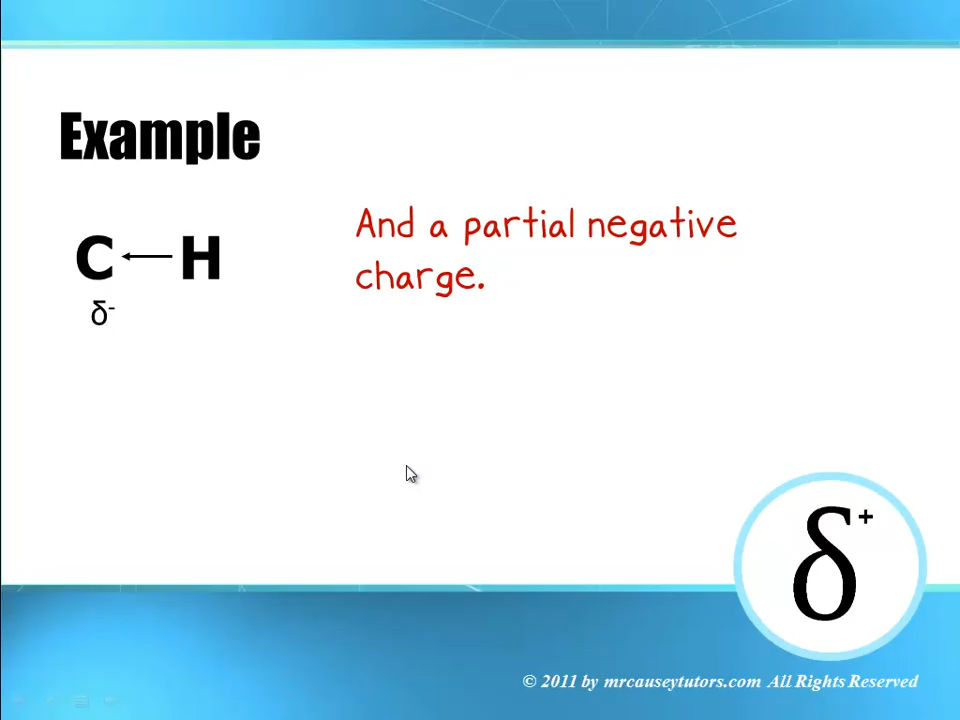 Example
C ← H
δ-
And a partial negative
charge.
δ+
© 2011 by mrcauseytutors.com All Rights Reserved